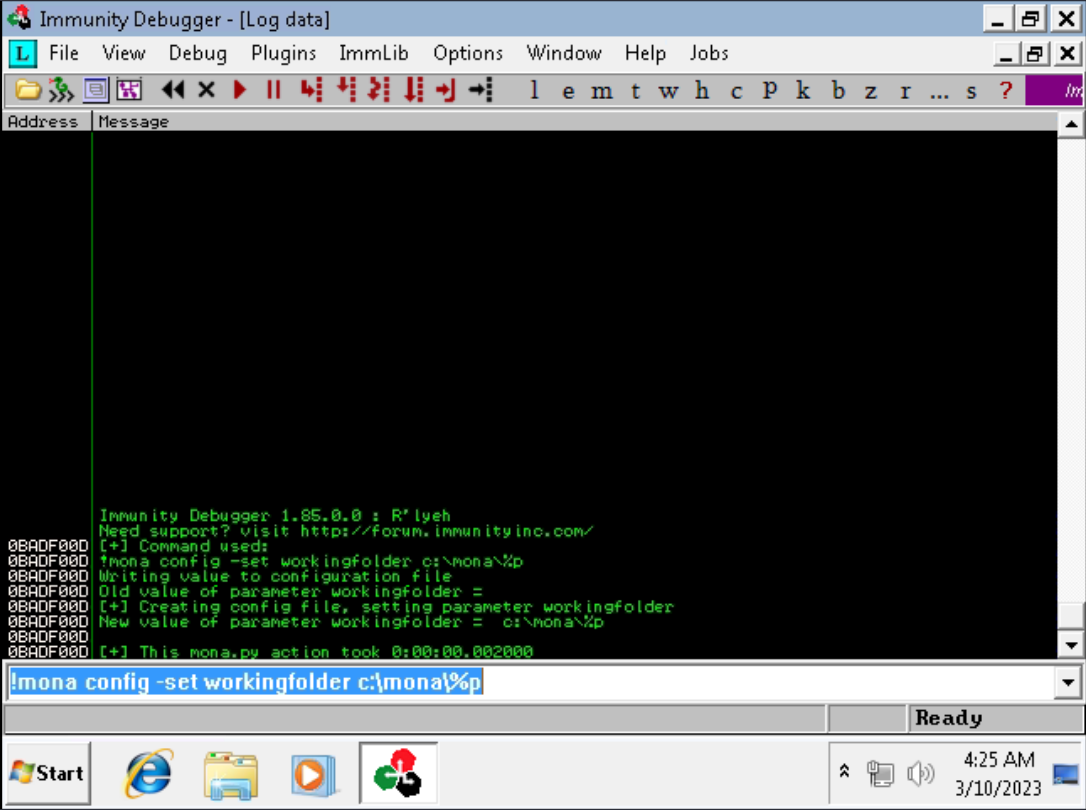 Immunity Debugger - [Log data]
L File View Debug Plugins ImmLib Options Window Help Jobs
l e m t w h c P k b z r ... s ? Im
Address Message
Immunity Debugger 1.85.0.0 : R'lyeh
Need support? visit http://forum.immunityinc.com/
0BADF00D [+] Command used:
0BADF00D !mona config -set workingfolder c:\mona\%p
0BADF00D Writing value to configuration file
0BADF00D Old value of parameter workingfolder =
0BADF00D [+] Creating config file, setting parameter workingfolder
0BADF00D New value of parameter workingfolder =  c:\mona\%p
0BADF00D
0BADF00D [+] This mona.py action took 0:00:00.002000
!mona config -set workingfolder c:\mona\%p
Ready
Start
4:25 AM
3/10/2023